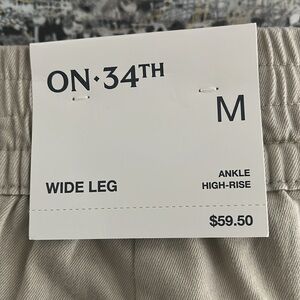 ON·34TH
M
WIDE LEG
ANKLE
HIGH-RISE
$59.50